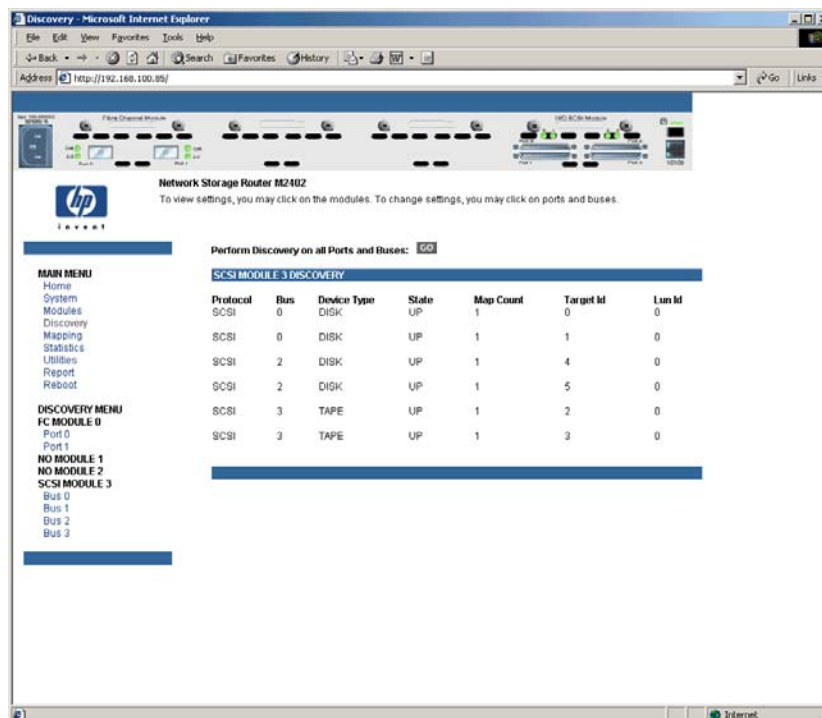 Discovery - Microsoft Internet Explorer
File Edit View Favorites Tools Help
Back Search Favorites History
Address http://192.168.100.85/ Go Links
Fibre Channel Module
Network Storage Router M2402
To view settings, you may click on the modules. To change settings, you may click on ports and buses.
hp
invent
Perform Discovery on all Ports and Buses: GO
MAIN MENU
Home
System
Modules
Discovery
Mapping
Statistics
Utilities
Report
Reboot
DISCOVERY MENU
FC MODULE 0
Port 0
Port 1
NO MODULE 1
NO MODULE 2
SCSI MODULE 3
Bus 0
Bus 1
Bus 2
Bus 3
SCSI MODULE 3 DISCOVERY
Protocol Bus Device Type State Map Count Target Id Lun Id
SCSI 0 DISK UP 1 0 0
SCSI 0 DISK UP 1 1 0
SCSI 2 DISK UP 1 4 0
SCSI 2 DISK UP 1 5 0
SCSI 3 TAPE UP 1 2 0
SCSI 3 TAPE UP 1 3 0
Internet